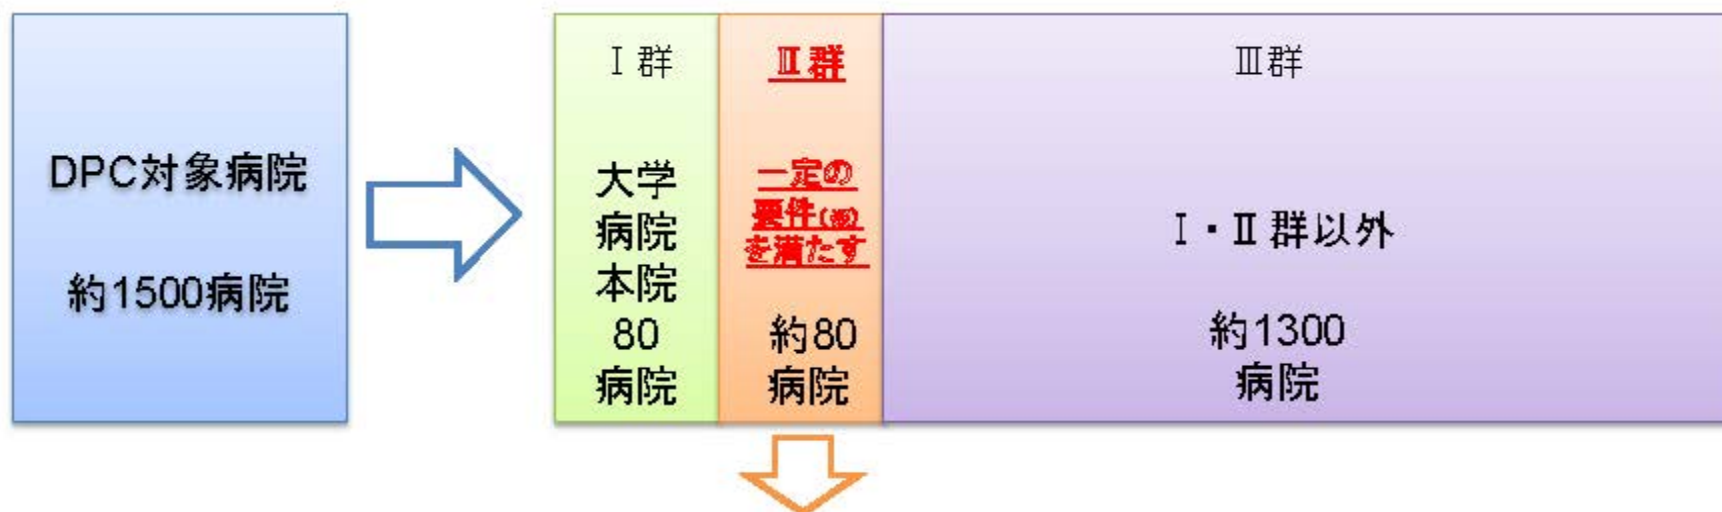 DPC対象病院
約1500病院
Ⅰ群
大学
病院
本院
80
病院
Ⅱ群
一定の
要件
を満たす
約80
病院
Ⅲ群
Ⅰ・Ⅱ群以外
約1300
病院